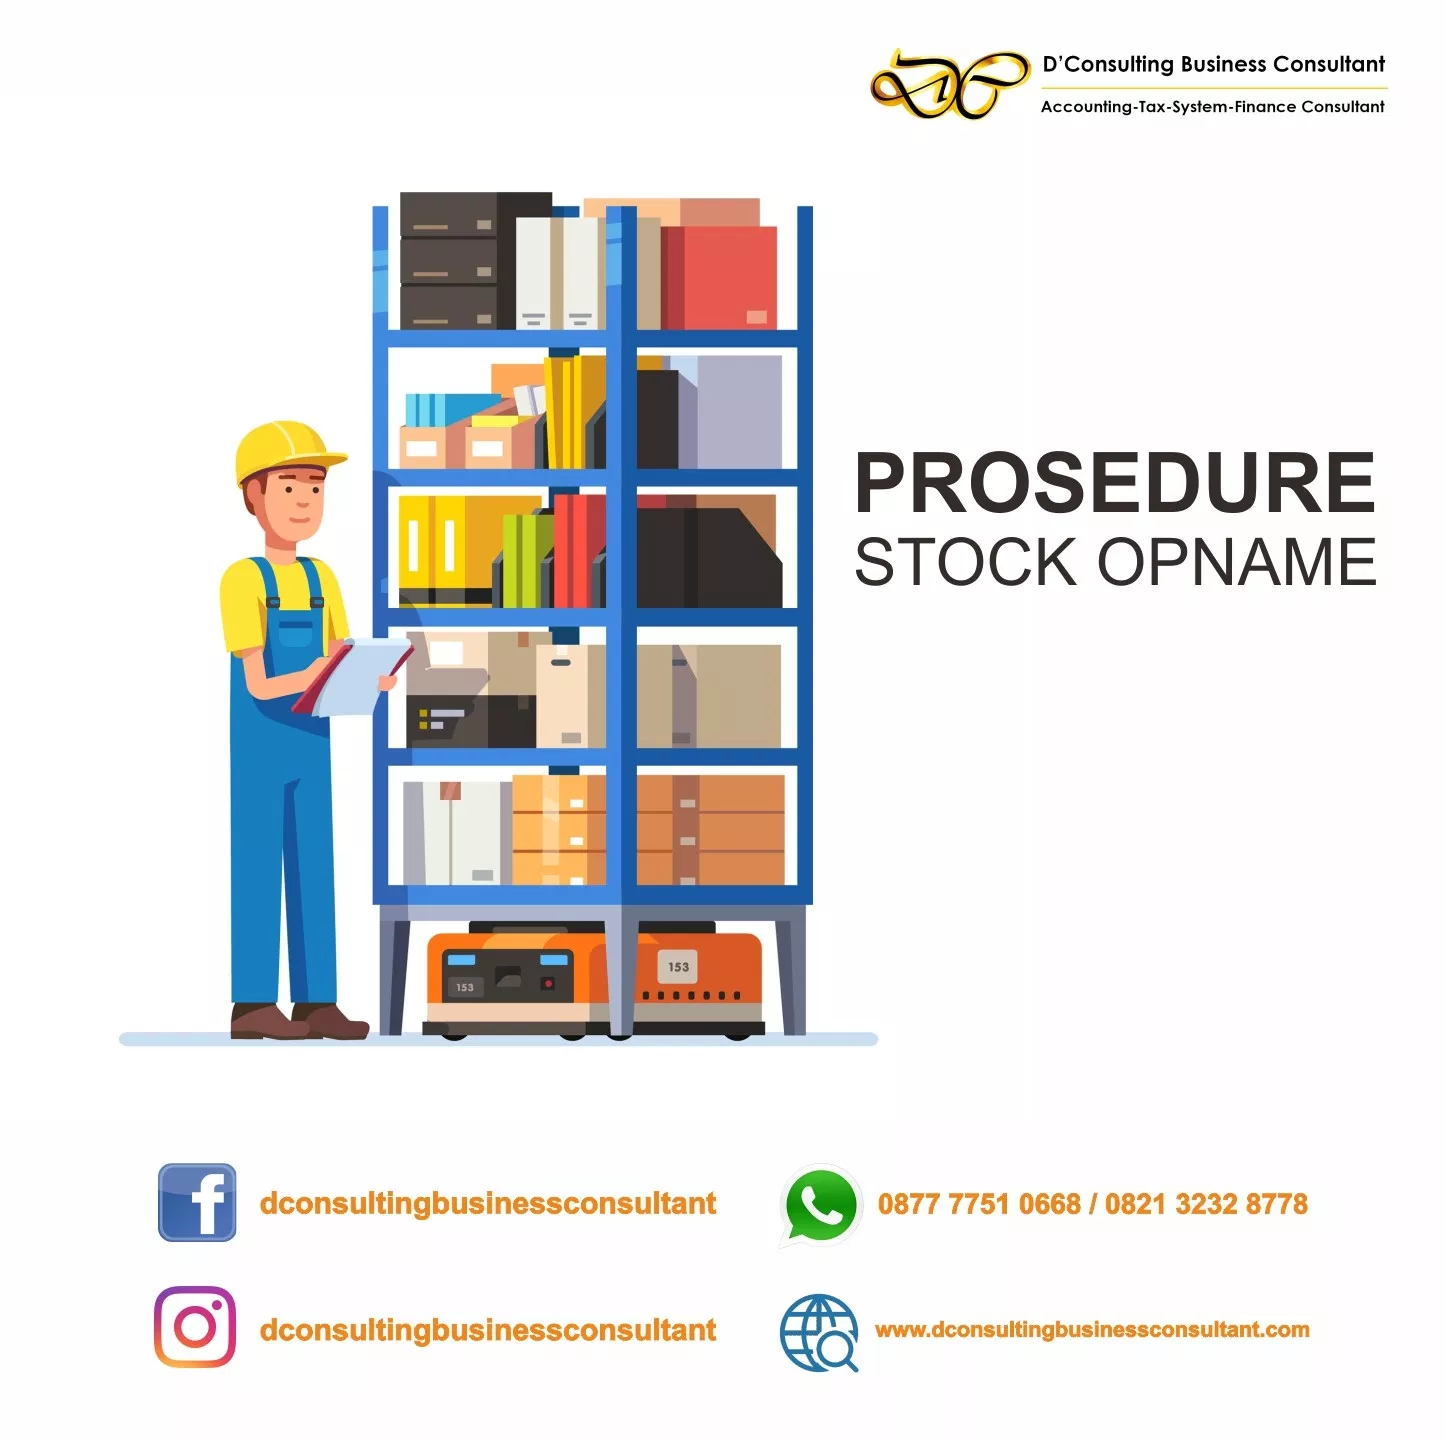 D'Consulting Business Consultant
Accounting-Tax-System-Finance Consultant
PROSEDURE
STOCK OPNAME
153
153
dconsultingbusinessconsultant
0877 7751 0668 / 0821 3232 8778
dconsultingbusinessconsultant
www.dconsultingbusinessconsultant.com